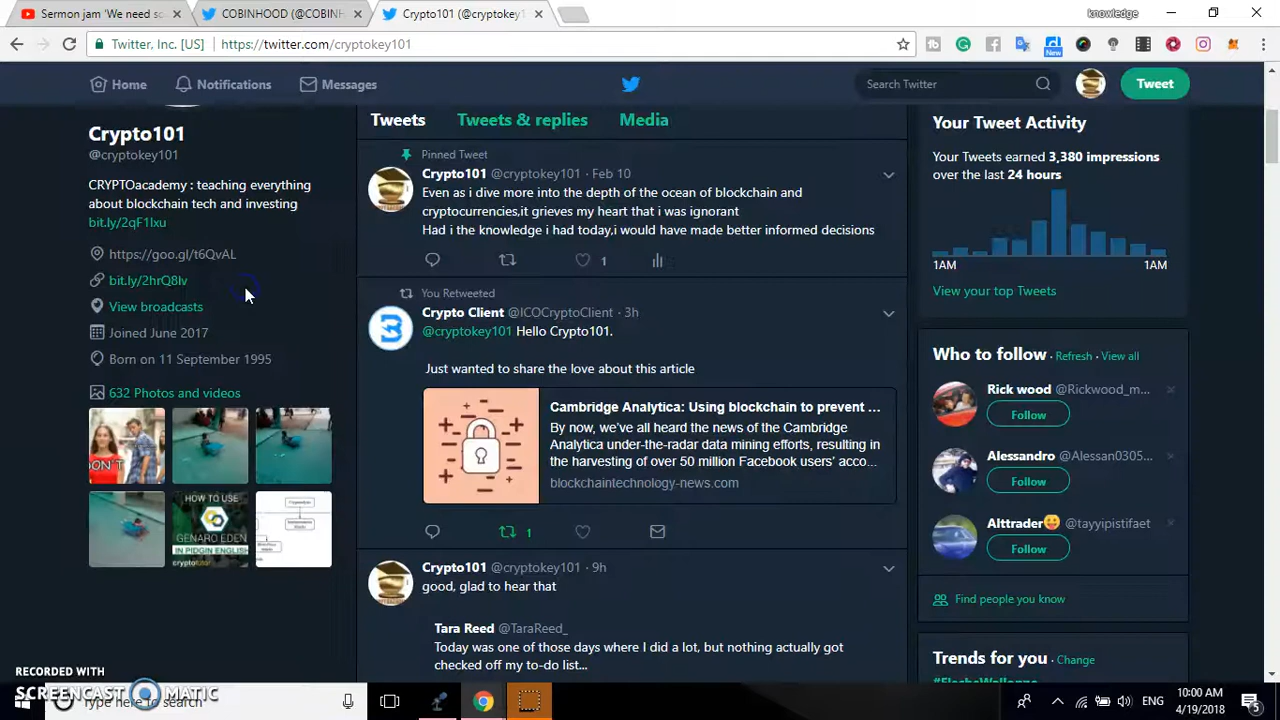 Sermon jam 'We need sc
COBINHOOD (@COBINH
Crypto101 (@cryptokey1
knowledge
Twitter, Inc. [US]
https://twitter.com/cryptokey101
New
Home
Notifications
Messages
Search Twitter
Tweet
Crypto101
@cryptokey101
CRYPTOacademy : teaching everything
about blockchain tech and investing
bit.ly/2qF1lxu
https://goo.gl/t6QvAL
bit.ly/2hrQ8lv
View broadcasts
Joined June 2017
Born on 11 September 1995
632 Photos and videos
DON'T
HOW TO USE
GENARO EDEN
IN PIDGIN ENGLISH
cryptotutor
Tweets
Tweets & replies
Media
Pinned Tweet
Crypto101 @cryptokey101 · Feb 10
Even as i dive more into the depth of the ocean of blockchain and
cryptocurrencies,it grieves my heart that i was ignorant
Had i the knowledge i had today,i would have made better informed decisions
1
You Retweeted
Crypto Client @ICOCryptoClient · 3h
@cryptokey101 Hello Crypto101.
Just wanted to share the love about this article
Cambridge Analytica: Using blockchain to prevent ...
By now, we've all heard the news of the Cambridge
Analytica under-the-radar data mining efforts, resulting in
the harvesting of over 50 million Facebook users' acco...
blockchaintechnology-news.com
1
Crypto101 @cryptokey101 · 9h
good, glad to hear that
Tara Reed @TaraReed_
Today was one of those days where I did a lot, but nothing actually got
checked off my to-do list...
Your Tweet Activity
Your Tweets earned 3,380 impressions
over the last 24 hours
1AM
1AM
View your top Tweets
Who to follow · Refresh · View all
Rick wood @Rickwood_m...
Follow
Alessandro @Alessan0305...
Follow
Alttrader😛 @tayyipistifaet
Follow
Find people you know
Trends for you · Change
RECORDED WITH
SCREENCAST MATIC
Type here to search
ENG
10:00 AM
4/19/2018
5